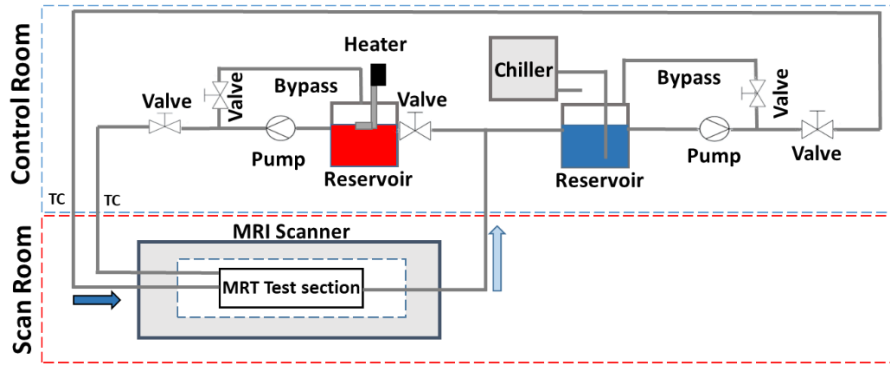 Control Room
Heater
Chiller
Bypass
Bypass
Valve
Valve
Valve
Valve
Pump
Pump
Valve
Reservoir
Reservoir
TC
TC
Scan Room
MRI Scanner
MRT Test section